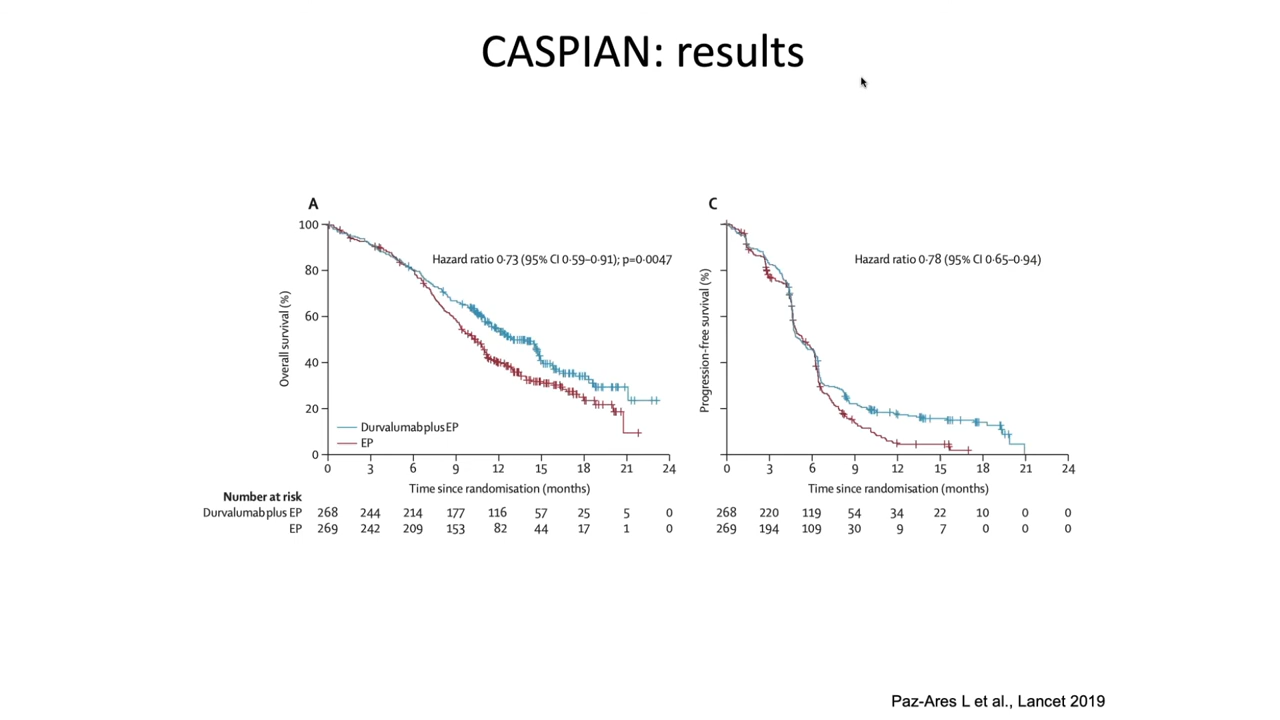 CASPIAN: results
A
Overall survival (%)
100
80
60
40
20
0
Hazard ratio 0·73 (95% CI 0·59–0·91); p=0·0047
Durvalumab plus EP
EP
0 3 6 9 12 15 18 21 24
Time since randomisation (months)
Number at risk
Durvalumab plus EP 268 244 214 177 116 57 25 5 0
EP 269 242 209 153 82 44 17 1 0
C
Progression-free survival (%)
Hazard ratio 0·78 (95% CI 0·65–0·94)
0 3 6 9 12 15 18 21 24
Time since randomisation (months)
268 220 119 54 34 22 10 0 0
269 194 109 30 9 7 0 0 0
Paz-Ares L et al., Lancet 2019